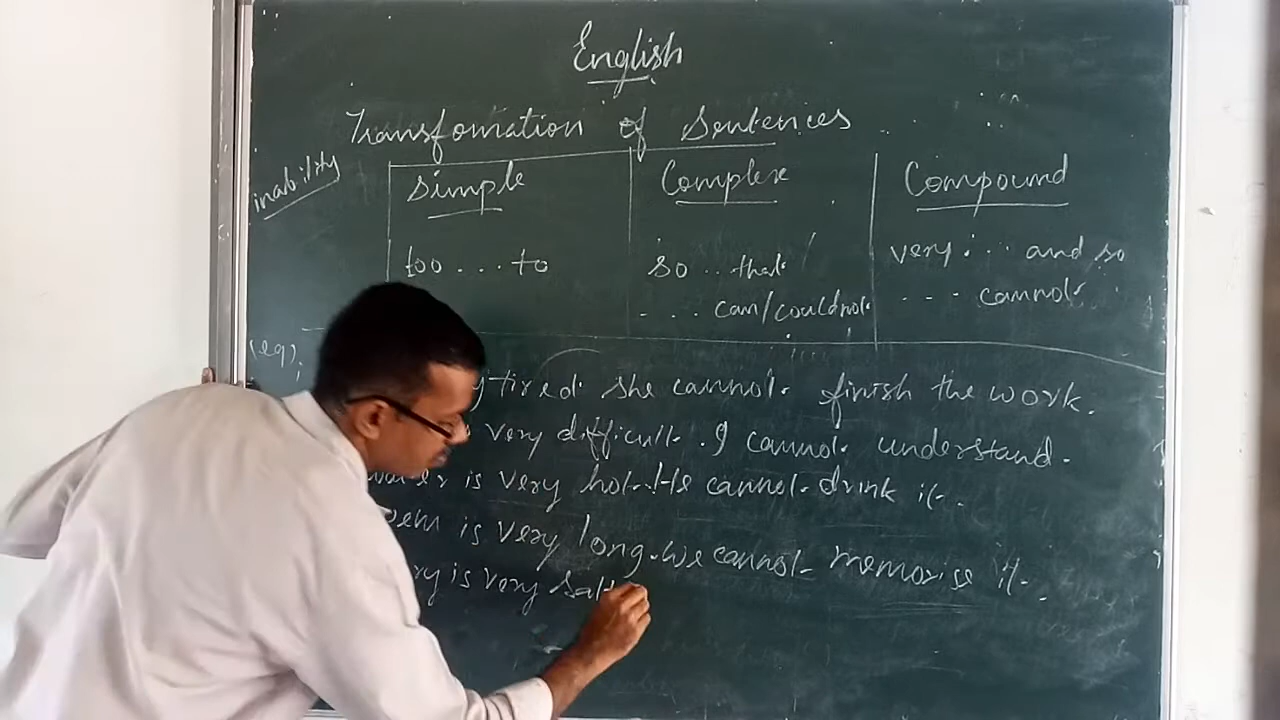 English
Transfomation of Sentences
inability
Simple Complex Compound
too ... to so .. that very ... and so
... can/could not ... cannot
(eg):
tired. She cannot finish the work.
very difficult. I cannot understand.
water is very hot. He cannot drink it.
is very long. We cannot memorise it.
is very salt